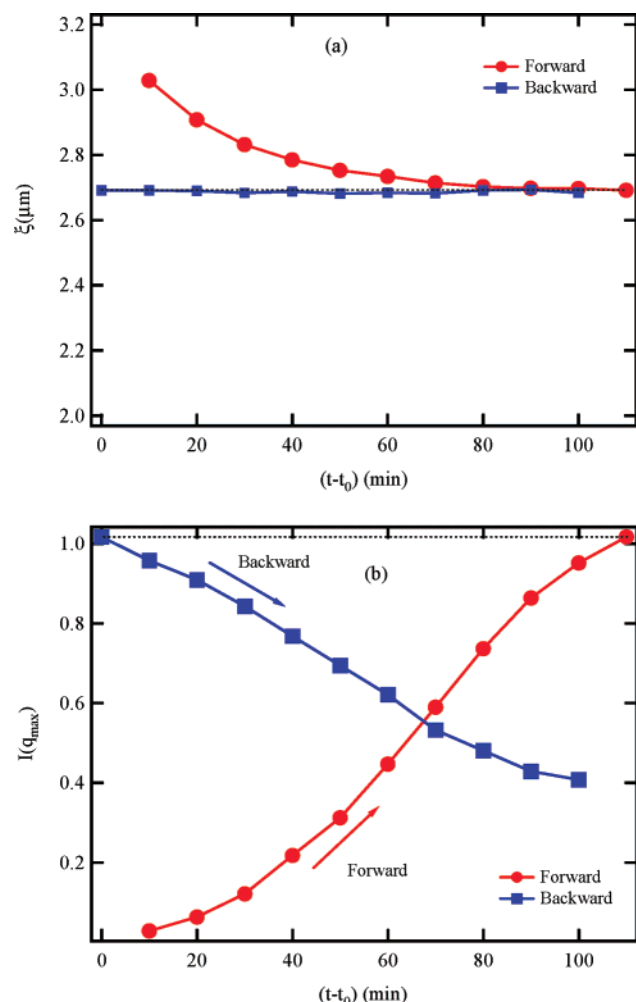 (a)
Forward
Backward
3.2
3.0
2.8
2.6
2.4
2.2
2.0
ξ(μm)
0 20 40 60 80 100
(t-t₀) (min)
(b)
Backward
Forward
Forward
Backward
1.0
0.8
0.6
0.4
0.2
I(qₘₐₓ)
0 20 40 60 80 100
(t-t₀) (min)